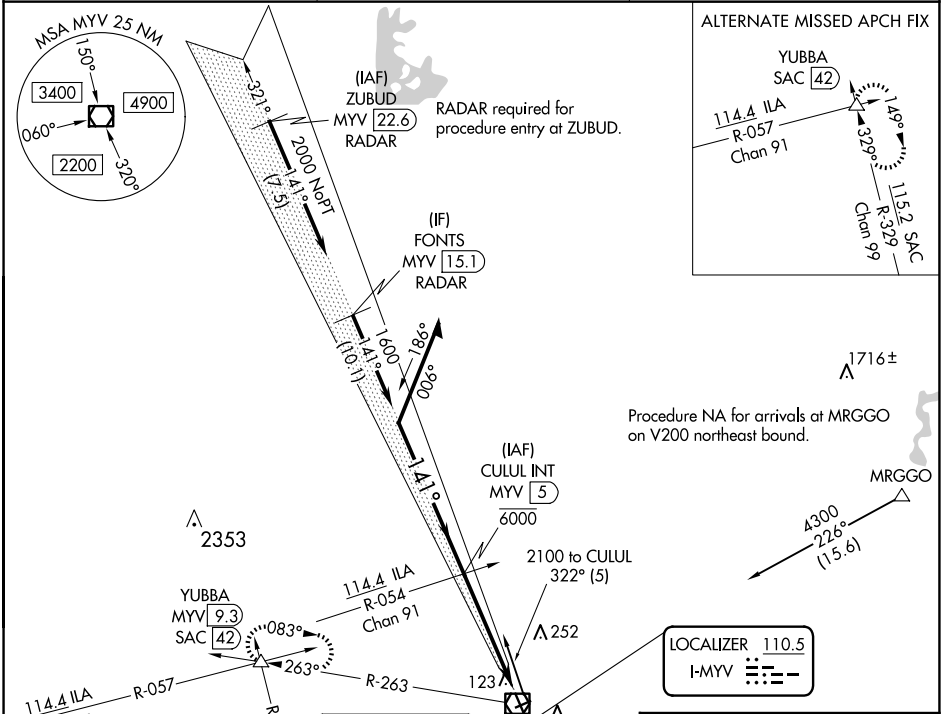 MSA MYV 25 NM
150°
3400
4900
060°
2200
320°
(IAF)
ZUBUD
MYV 22.6
RADAR
RADAR required for
procedure entry at ZUBUD.
321°
2000 NoPT
141°
(7.5)
(IF)
FONTS
MYV 15.1
RADAR
1600
141°
(10.1)
186°
006°
141°
(IAF)
CULUL INT
MYV 5
6000
2100 to CULUL
322° (5)
ALTERNATE MISSED APCH FIX
YUBBA
SAC 42
114.4 ILA
R-057
Chan 91
149°
329°
115.2 SAC
R-329
Chan 99
1716±
Procedure NA for arrivals at MRGGO
on V200 northeast bound.
MRGGO
4300
226°
(15.6)
2353
114.4 ILA
R-054
Chan 91
YUBBA
MYV 9.3
SAC 42
083°
263°
252
LOCALIZER 110.5
I-MYV
R-263
123
114.4 ILA
R-057
R